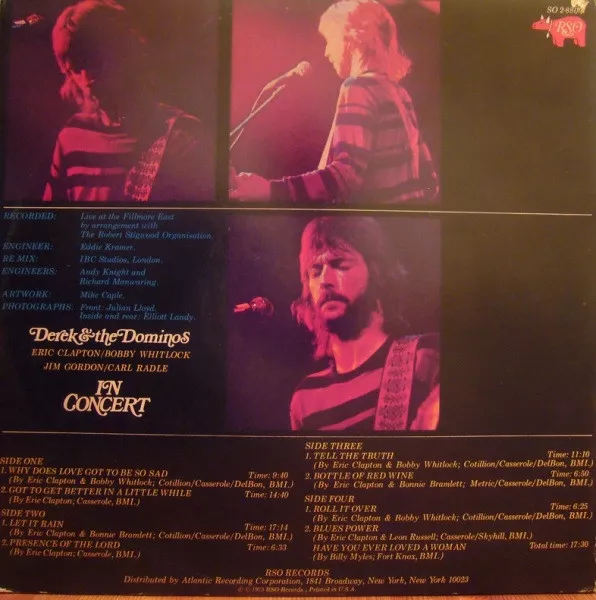 SO 2-8800
RSO
RECORDED: Live at the Fillmore East
by arrangement with
The Robert Stigwood Organisation.
ENGINEER: Eddie Kramer.
RE MIX: IBC Studios, London.
ENGINEERS: Andy Knight and
Richard Manwaring.
ARTWORK: Mike Caple.
PHOTOGRAPHS: Front: Julian Lloyd.
Inside and rear: Elliott Landy.
Derek & the Dominos
ERIC CLAPTON/BOBBY WHITLOCK
JIM GORDON/CARL RADLE
IN
CONCERT
SIDE ONE
1. WHY DOES LOVE GOT TO BE SO SAD Time: 9:40
(By Eric Clapton & Bobby Whitlock; Cotillion/Casserole/DelBon, BMI.)
2. GOT TO GET BETTER IN A LITTLE WHILE Time: 14:40
(By Eric Clapton; Casserole, BMI.)
SIDE TWO
1. LET IT RAIN Time: 17:14
(By Eric Clapton & Bonnie Bramlett; Cotillion/Casserole/DelBon, BMI.)
2. PRESENCE OF THE LORD Time: 6:33
(By Eric Clapton; Casserole, BMI.)
SIDE THREE
1. TELL THE TRUTH Time: 11:10
(By Eric Clapton & Bobby Whitlock; Cotillion/Casserole/DelBon, BMI.)
2. BOTTLE OF RED WINE Time: 6:50
(By Eric Clapton & Bonnie Bramlett; Metric/Casserole/DelBon, BMI.)
SIDE FOUR
1. ROLL IT OVER Time: 6:25
(By Eric Clapton & Bobby Whitlock; Cotillion/Casserole/DelBon, BMI.)
2. BLUES POWER
(By Eric Clapton & Leon Russell; Casserole/Skyhill, BMI.)
HAVE YOU EVER LOVED A WOMAN Total time: 17:30
(By Billy Myles; Fort Knox, BMI.)
RSO RECORDS
Distributed by Atlantic Recording Corporation, 1841 Broadway, New York, New York 10023
℗ © 1973 RSO Records, Printed in U.S.A.